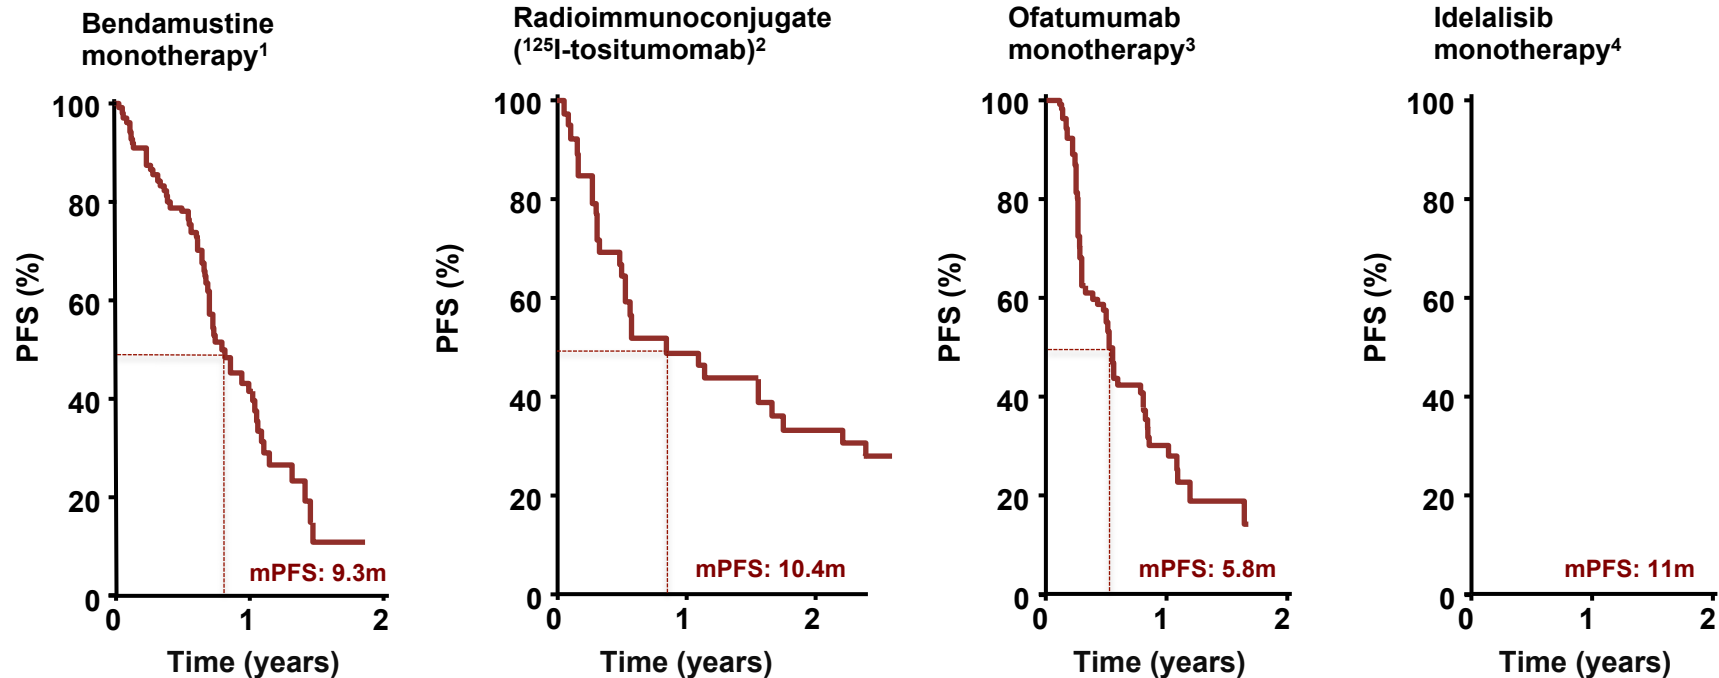 Bendamustine
monotherapy¹
100
80
60
40
20
0
PFS (%)
mPFS: 9.3m
0 1 2
Time (years)
Radioimmunoconjugate
(¹²⁵I-tositumomab)²
100
80
60
40
20
0
PFS (%)
mPFS: 10.4m
0 1 2
Time (years)
Ofatumumab
monotherapy³
100
80
60
40
20
0
PFS (%)
mPFS: 5.8m
0 1 2
Time (years)
Idelalisib
monotherapy⁴
100
80
60
40
20
0
PFS (%)
mPFS: 11m
0 1 2
Time (years)